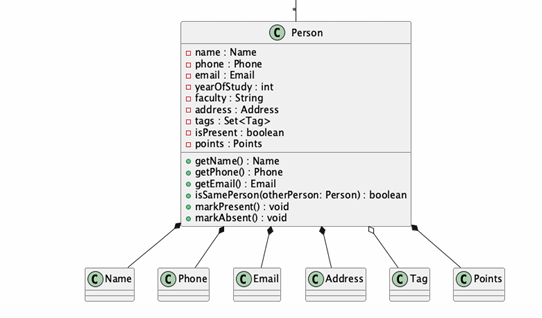 *
C Person
name : Name
phone : Phone
email : Email
yearOfStudy : int
faculty : String
address : Address
tags : Set<Tag>
isPresent : boolean
points : Points
getName() : Name
getPhone() : Phone
getEmail() : Email
isSamePerson(otherPerson: Person) : boolean
markPresent() : void
markAbsent() : void
C Name C Phone C Email C Address C Tag C Points